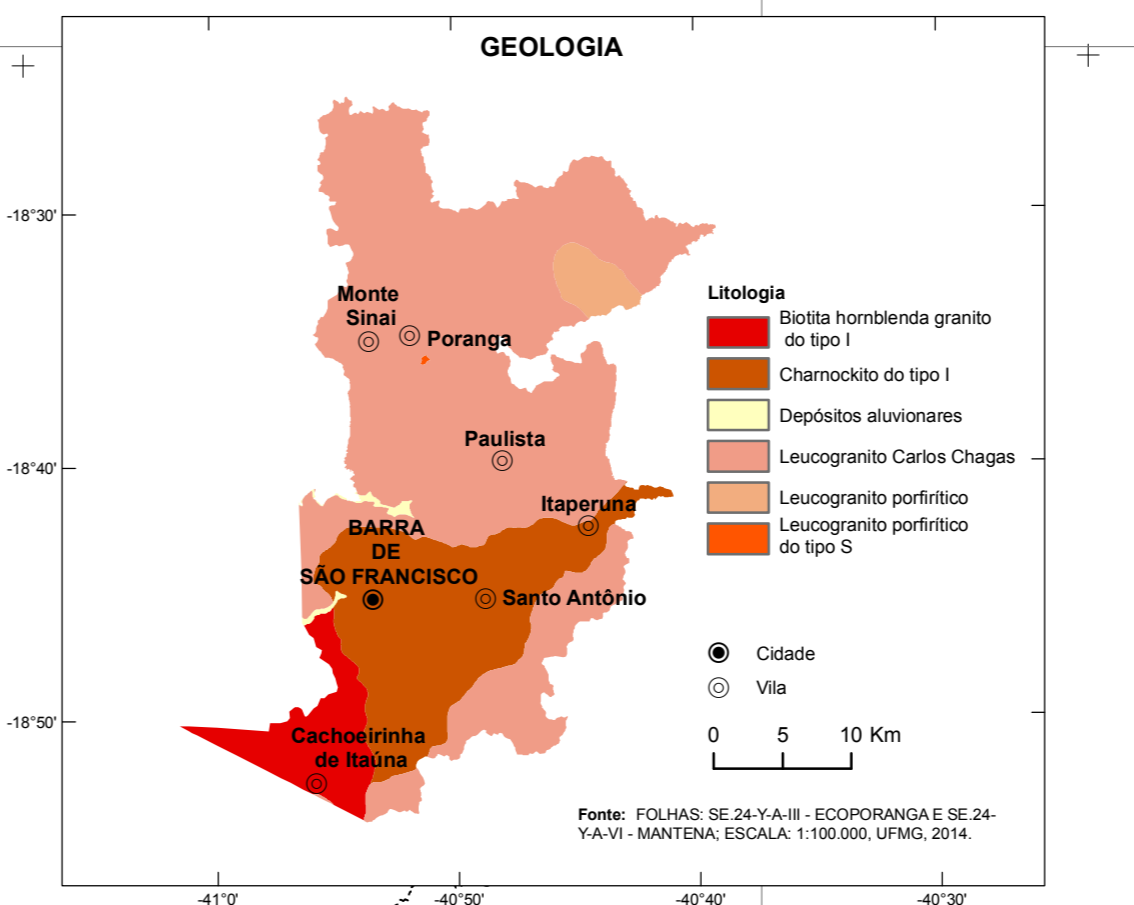 GEOLOGIA
-18°30'
-18°40'
-18°50'
Monte
Sinai
Poranga
Paulista
Itaperuna
BARRA
DE
SÃO FRANCISCO
Santo Antônio
Cachoeirinha
de Itaúna
Litologia
Biotita hornblenda granito
do tipo I
Charnockito do tipo I
Depósitos aluvionares
Leucogranito Carlos Chagas
Leucogranito porfirítico
Leucogranito porfirítico
do tipo S
Cidade
Vila
0 5 10 Km
Fonte: FOLHAS: SE.24-Y-A-III - ECOPORANGA E SE.24-
Y-A-VI - MANTENA; ESCALA: 1:100.000, UFMG, 2014.
-41°0' -40°50' -40°40' -40°30'